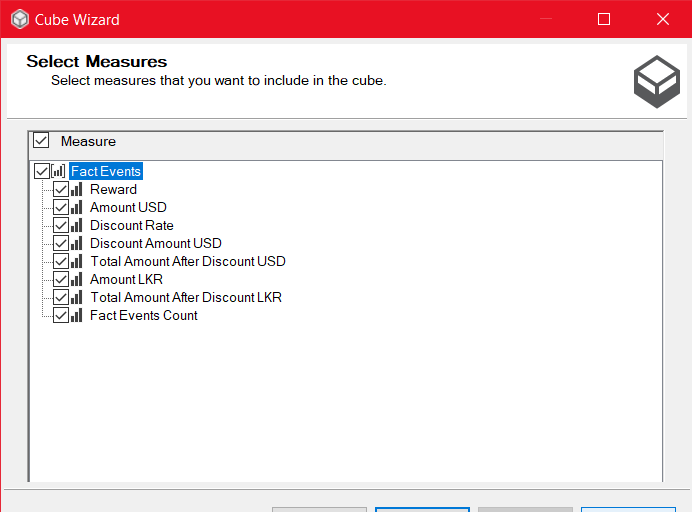 Cube Wizard
Select Measures
Select measures that you want to include in the cube.
Measure
Fact Events
Reward
Amount USD
Discount Rate
Discount Amount USD
Total Amount After Discount USD
Amount LKR
Total Amount After Discount LKR
Fact Events Count